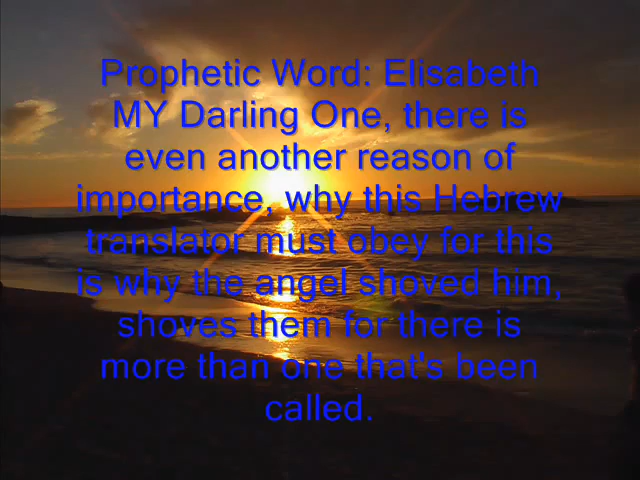 Prophetic Word: Elisabeth
MY Darling One, there is
even another reason of
importance, why this Hebrew
translator must obey for this
is why the angel shoved him,
shoves them for there is
more than one that's been
called.